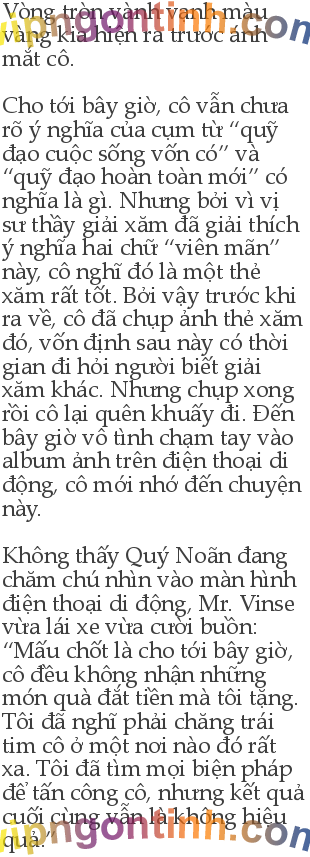 Vòng tròn vành vạnh màu
vàng kia hiện ra trước ánh
mắt cô.
Cho tới bây giờ, cô vẫn chưa
rõ ý nghĩa của cụm từ “quỹ
đạo cuộc sống vốn có” và
“quỹ đạo hoàn toàn mới” có
nghĩa là gì. Nhưng bởi vì vị
sư thầy giải xăm đã giải thích
ý nghĩa hai chữ “viên mãn”
này, cô nghĩ đó là một thẻ
xăm rất tốt. Bởi vậy trước khi
ra về, cô đã chụp ảnh thẻ xăm
đó, vốn định sau này có thời
gian đi hỏi người biết giải
xăm khác. Nhưng chụp xong
rồi cô lại quên khuấy đi. Đến
bây giờ vô tình chạm tay vào
album ảnh trên điện thoại di
động, cô mới nhớ đến chuyện
này.
Không thấy Quý Noãn đang
chăm chú nhìn vào màn hình
điện thoại di động, Mr. Vinse
vừa lái xe vừa cười buồn:
“Mấu chốt là cho tới bây giờ,
cô đều không nhận những
món quà đắt tiền mà tôi tặng.
Tôi đã nghĩ phải chăng trái
tim cô ở một nơi nào đó rất
xa. Tôi đã tìm mọi biện pháp
để tấn công cô, nhưng kết quả
cuối cùng vẫn là không hiệu
quả.”
vipngontinh.com
vipngontinh.com